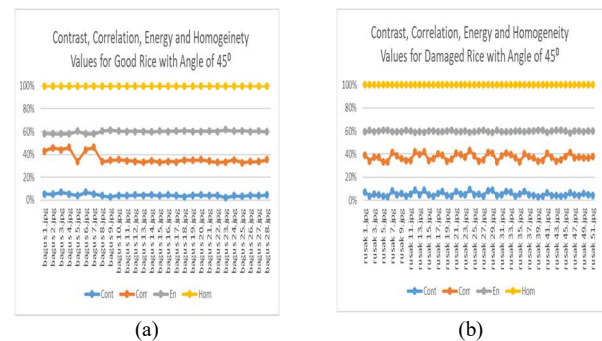 Contrast, Correlation, Energy and Homogeinety
Values for Good Rice with Angle of 45⁰
100%
80%
60%
40%
20%
0%
bagus 1.jpg
bagus 2.jpg
bagus 3.jpg
bagus 4.jpg
bagus 5.jpg
bagus 6.jpg
bagus 7.jpg
bagus 8.jpg
bagus 9.jpg
bagus 10.jpg
bagus 11.jpg
bagus 13.jpg
bagus 14.jpg
bagus 15.jpg
bagus 16.jpg
bagus 17.jpg
bagus 18.jpg
bagus 19.jpg
bagus 20.jpg
bagus 21.jpg
bagus 23.jpg
bagus 24.jpg
bagus 25.jpg
bagus 26.jpg
bagus 27.jpg
bagus 28.jpg
Cont Corr En Hom
(a)
Contrast, Correlation, Energy and Homogeneity
Values for Damaged Rice with Angle of 45⁰
100%
80%
60%
40%
20%
0%
rusak 1.jpg
rusak 3.jpg
rusak 5.jpg
rusak 7.jpg
rusak 9.jpg
rusak 11.jpg
rusak 13.jpg
rusak 15.jpg
rusak 17.jpg
rusak 19.jpg
rusak 21.jpg
rusak 23.jpg
rusak 25.jpg
rusak 27.jpg
rusak 29.jpg
rusak 31.jpg
rusak 33.jpg
rusak 35.jpg
rusak 37.jpg
rusak 39.jpg
rusak 41.jpg
rusak 43.jpg
rusak 45.jpg
rusak 47.jpg
rusak 49.jpg
rusak 51.jpg
Cont Corr En Hom
(b)